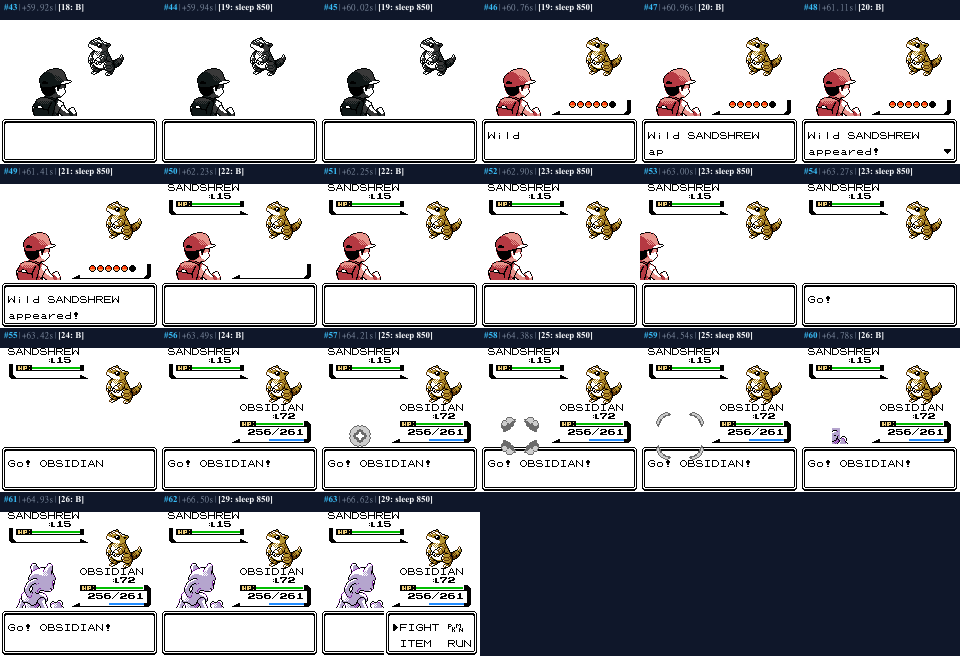 #43|+59.92s| [18: B]
#44|+59.94s| [19: sleep 850]
#45|+60.02s| [19: sleep 850]
#46|+60.76s| [19: sleep 850]
#47|+60.96s| [20: B]
#48|+61.11s| [20: B]
Wild
Wild SANDSHREW
ap
Wild SANDSHREW
appeared!
#49|+61.41s| [21: sleep 850]
#50|+62.23s| [22: B]
#51|+62.25s| [22: B]
#52|+62.90s| [23: sleep 850]
#53|+63.00s| [23: sleep 850]
#54|+63.27s| [23: sleep 850]
Wild SANDSHREW
appeared!
SANDSHREW
:L15
HP:
SANDSHREW
:L15
HP:
SANDSHREW
:L15
HP:
SANDSHREW
:L15
HP:
SANDSHREW
:L15
HP:
Go!
#55|+63.42s| [24: B]
#56|+63.49s| [24: B]
#57|+64.21s| [25: sleep 850]
#58|+64.38s| [25: sleep 850]
#59|+64.54s| [25: sleep 850]
#60|+64.78s| [26: B]
SANDSHREW
:L15
HP:
Go! OBSIDIAN
SANDSHREW
:L15
HP:
OBSIDIAN
:L72
HP:
256/261
Go! OBSIDIAN!
SANDSHREW
:L15
HP:
OBSIDIAN
:L72
HP:
256/261
Go! OBSIDIAN!
SANDSHREW
:L15
HP:
OBSIDIAN
:L72
HP:
256/261
Go! OBSIDIAN!
SANDSHREW
:L15
HP:
OBSIDIAN
:L72
HP:
256/261
Go! OBSIDIAN!
SANDSHREW
:L15
HP:
OBSIDIAN
:L72
HP:
256/261
Go! OBSIDIAN!
#61|+64.93s| [26: B]
#62|+66.50s| [29: sleep 850]
#63|+66.62s| [29: sleep 850]
SANDSHREW
:L15
HP:
OBSIDIAN
:L72
HP:
256/261
Go! OBSIDIAN!
SANDSHREW
:L15
HP:
OBSIDIAN
:L72
HP:
256/261
SANDSHREW
:L15
HP:
OBSIDIAN
:L72
HP:
256/261
▶FIGHT PKMN
ITEM RUN